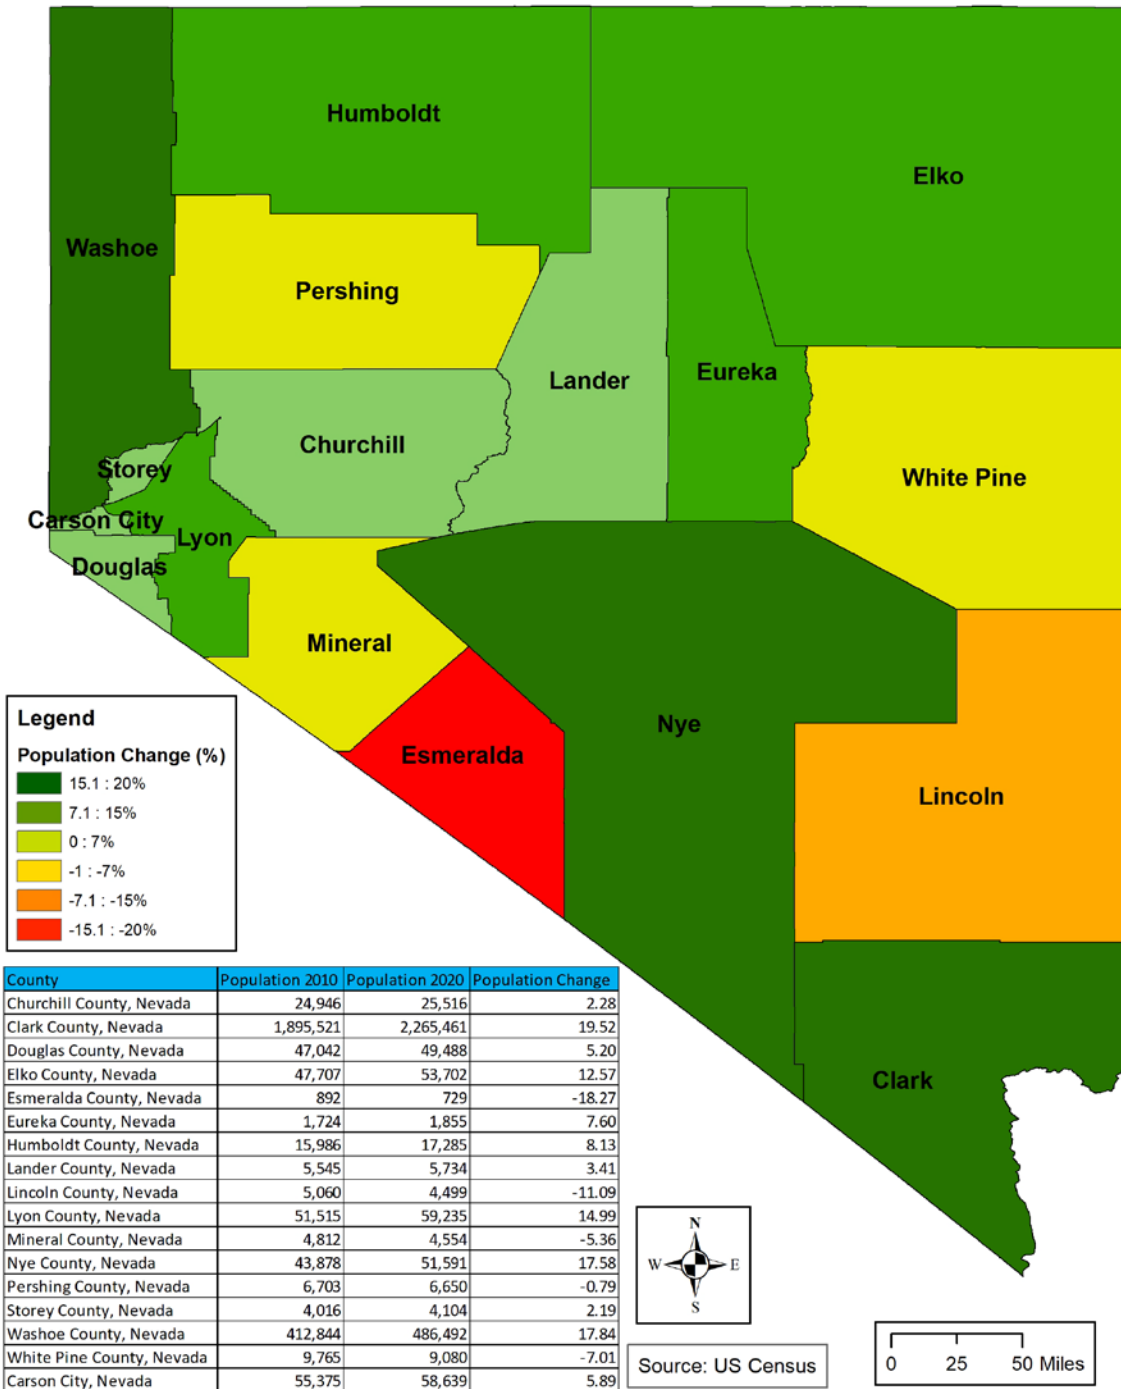 Humboldt
Elko
Washoe
Pershing
Eureka
Lander
Churchill
Storey
White Pine
Carson City
Lyon
Douglas
Mineral
Nye
Esmeralda
Lincoln
Clark
Legend
Population Change (%)
15.1 : 20%
7.1 : 15%
0 : 7%
-1 : -7%
-7.1 : -15%
-15.1 : -20%
County Population 2010 Population 2020 Population Change
Churchill County, Nevada 24,946 25,516 2.28
Clark County, Nevada 1,895,521 2,265,461 19.52
Douglas County, Nevada 47,042 49,488 5.20
Elko County, Nevada 47,707 53,702 12.57
Esmeralda County, Nevada 892 729 -18.27
Eureka County, Nevada 1,724 1,855 7.60
Humboldt County, Nevada 15,986 17,285 8.13
Lander County, Nevada 5,545 5,734 3.41
Lincoln County, Nevada 5,060 4,499 -11.09
Lyon County, Nevada 51,515 59,235 14.99
Mineral County, Nevada 4,812 4,554 -5.36
Nye County, Nevada 43,878 51,591 17.58
Pershing County, Nevada 6,703 6,650 -0.79
Storey County, Nevada 4,016 4,104 2.19
Washoe County, Nevada 412,844 486,492 17.84
White Pine County, Nevada 9,765 9,080 -7.01
Carson City, Nevada 55,375 58,639 5.89
N
W E
S
Source: US Census
0 25 50 Miles